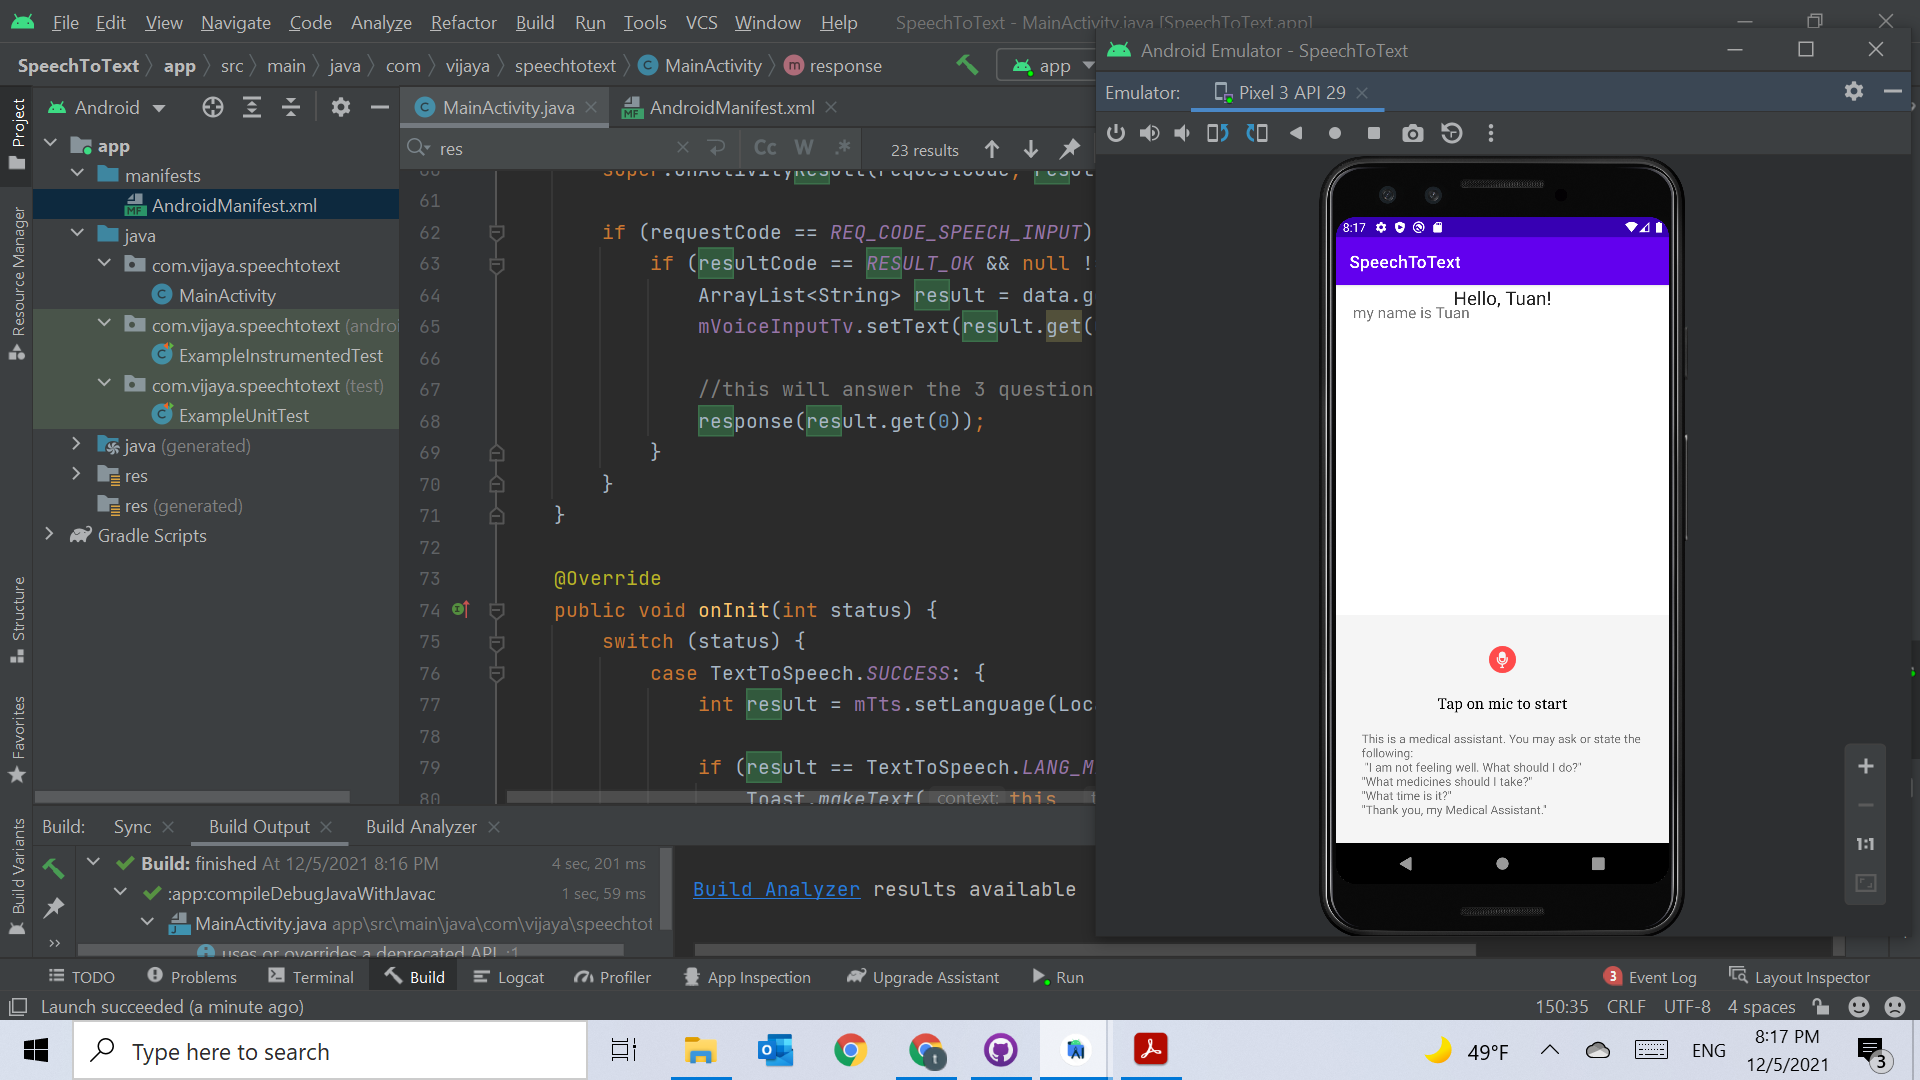 File Edit View Navigate Code Analyze Refactor Build Run Tools VCS Window Help SpeechToText - MainActivity.java [SpeechToText.app]
SpeechToText app src main java com vijaya speechtotext MainActivity response app
Android
MainActivity.java AndroidManifest.xml
res Cc W .* 23 results
Project
Resource Manager
Structure
Favorites
Build Variants
app
manifests
AndroidManifest.xml
java
com.vijaya.speechtotext
MainActivity
com.vijaya.speechtotext (androi
ExampleInstrumentedTest
com.vijaya.speechtotext (test)
ExampleUnitTest
java (generated)
res
res (generated)
Gradle Scripts
60 super.onActivityResult(requestCode, resul
61
62 if (requestCode == REQ_CODE_SPEECH_INPUT)
63 if (resultCode == RESULT_OK && null !
64 ArrayList<String> result = data.g
65 mVoiceInputTv.setText(result.get(
66
67 //this will answer the 3 question
68 response(result.get(0));
69 }
70 }
71 }
72
73 @Override
74 public void onInit(int status) {
75 switch (status) {
76 case TextToSpeech.SUCCESS: {
77 int result = mTts.setLanguage(Loc
78
79 if (result == TextToSpeech.LANG_M
80 Toast.makeText( context: this
Build: Sync Build Output Build Analyzer
Build: finished At 12/5/2021 8:16 PM 4 sec, 201 ms
:app:compileDebugJavaWithJavac 1 sec, 59 ms
MainActivity.java app\src\main\java\com\vijaya\speechtot
uses or overrides a deprecated API. :1
Build Analyzer results available
Android Emulator - SpeechToText
Emulator: Pixel 3 API 29
8:17
SpeechToText
Hello, Tuan!
my name is Tuan
Tap on mic to start
This is a medical assistant. You may ask or state the
following:
"I am not feeling well. What should I do?"
"What medicines should I take?"
"What time is it?"
"Thank you, my Medical Assistant."
1:1
TODO Problems Terminal Build Logcat Profiler App Inspection Upgrade Assistant Run 3 Event Log Layout Inspector
Launch succeeded (a minute ago) 150:35 CRLF UTF-8 4 spaces
Type here to search
49°F ENG
8:17 PM
12/5/2021
3